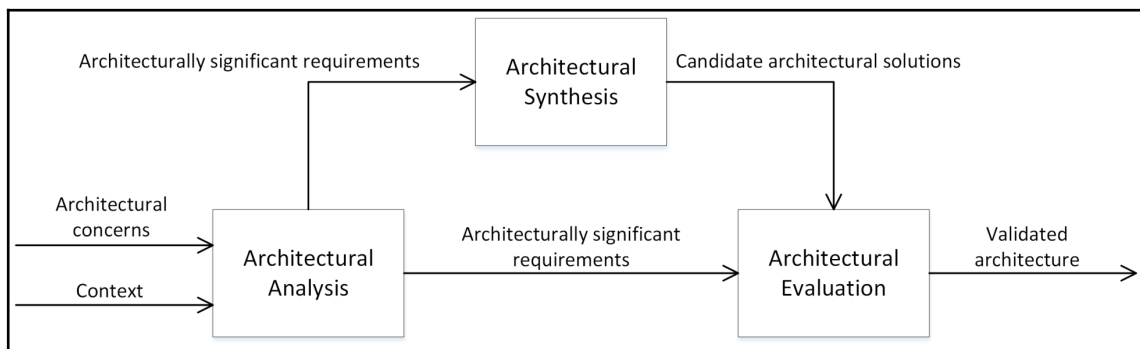 Architecturally significant requirements
Architectural
Synthesis
Candidate architectural solutions
Architectural
concerns
Context
Architectural
Analysis
Architecturally significant
requirements
Architectural
Evaluation
Validated
architecture